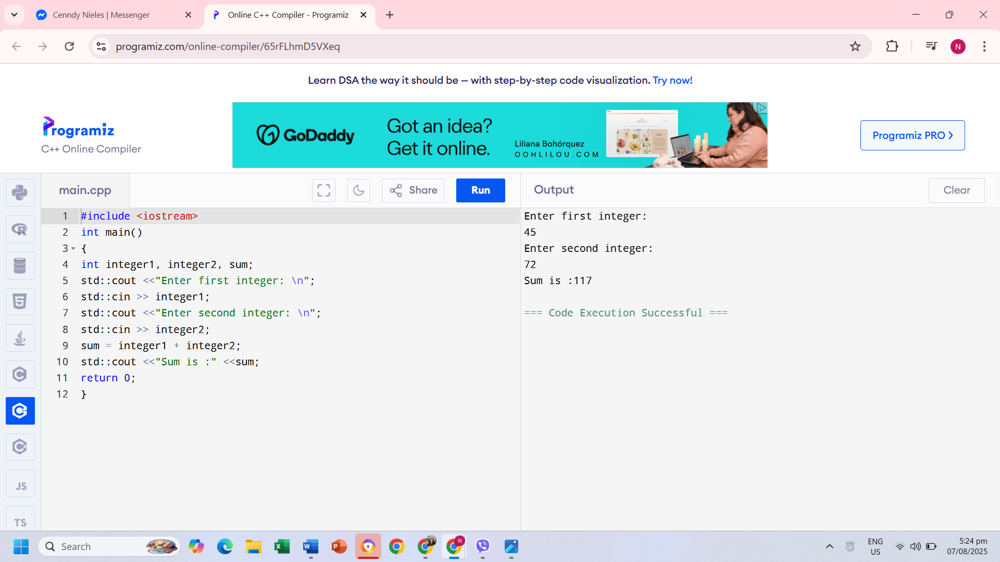 Cenndy Nieles | Messenger
Online C++ Compiler - Programiz
programiz.com/online-compiler/65rFLhmD5VXeq
N
Learn DSA the way it should be — with step-by-step code visualization. Try now!
Programiz
C++ Online Compiler
GoDaddy
Got an idea?
Get it online.
Liliana Bohórquez
OOHLILOU.COM
Programiz PRO
main.cpp
Share
Run
Output
Clear
1 #include <iostream>
2 int main()
3 {
4 int integer1, integer2, sum;
5 std::cout <<"Enter first integer: \n";
6 std::cin >> integer1;
7 std::cout <<"Enter second integer: \n";
8 std::cin >> integer2;
9 sum = integer1 + integer2;
10 std::cout <<"Sum is :" <<sum;
11 return 0;
12 }
Enter first integer:
45
Enter second integer:
72
Sum is :117
=== Code Execution Successful ===
JS
TS
Search
ENG
US
5:24 pm
07/08/2025